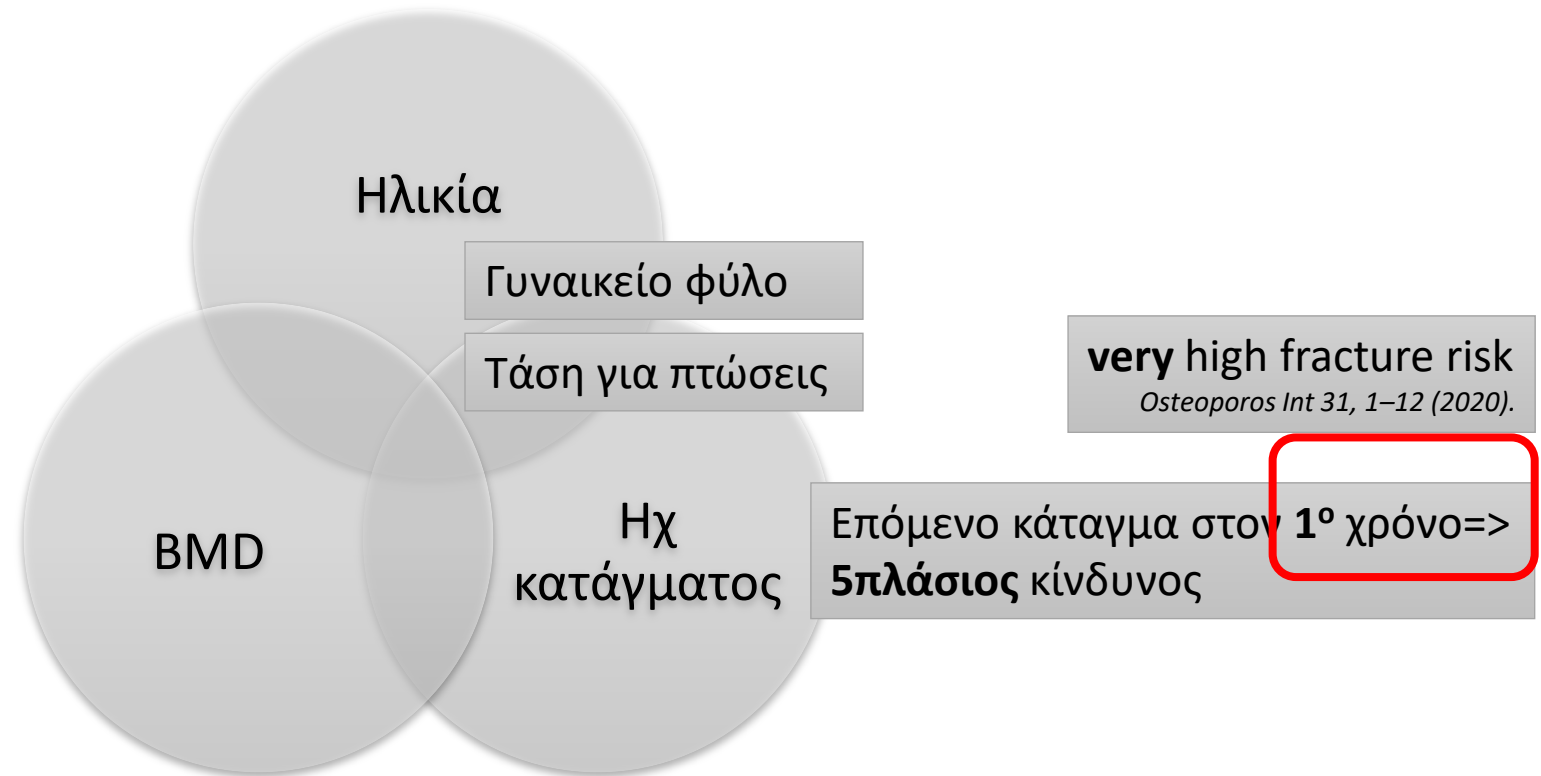 Ηλικία
Γυναικείο φύλο
Τάση για πτώσεις
very high fracture risk
Osteoporos Int 31, 1–12 (2020).
BMD
Ηχ
κατάγματος
Επόμενο κάταγμα στον 1ο χρόνο=>
5πλάσιος κίνδυνος